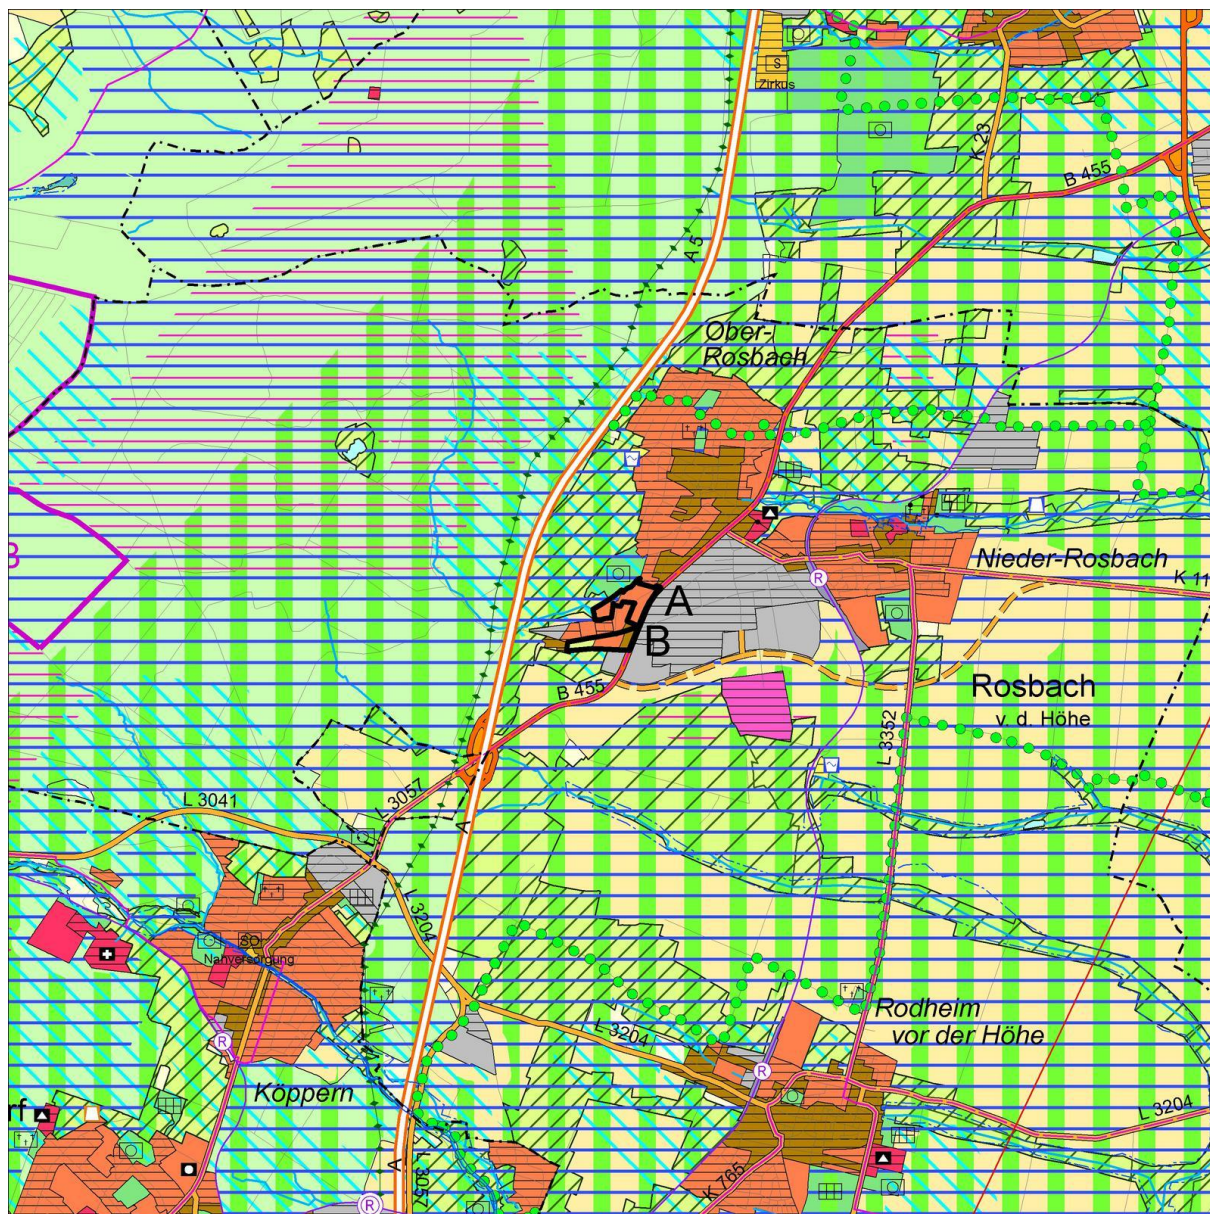 S
Zirkus
K 23
B 455
A 5
Ober-
Rosbach
Nieder-Rosbach
K 11
R
A
B
B 455
Rosbach
v. d. Höhe
L 3352
L 3057
L 3041
A
L 3204
SO
Nahversorgung
Rodheim
vor der Höhe
L 3204
R
R
Köppern
rf
L 3204
A
L 3057
K 765
R